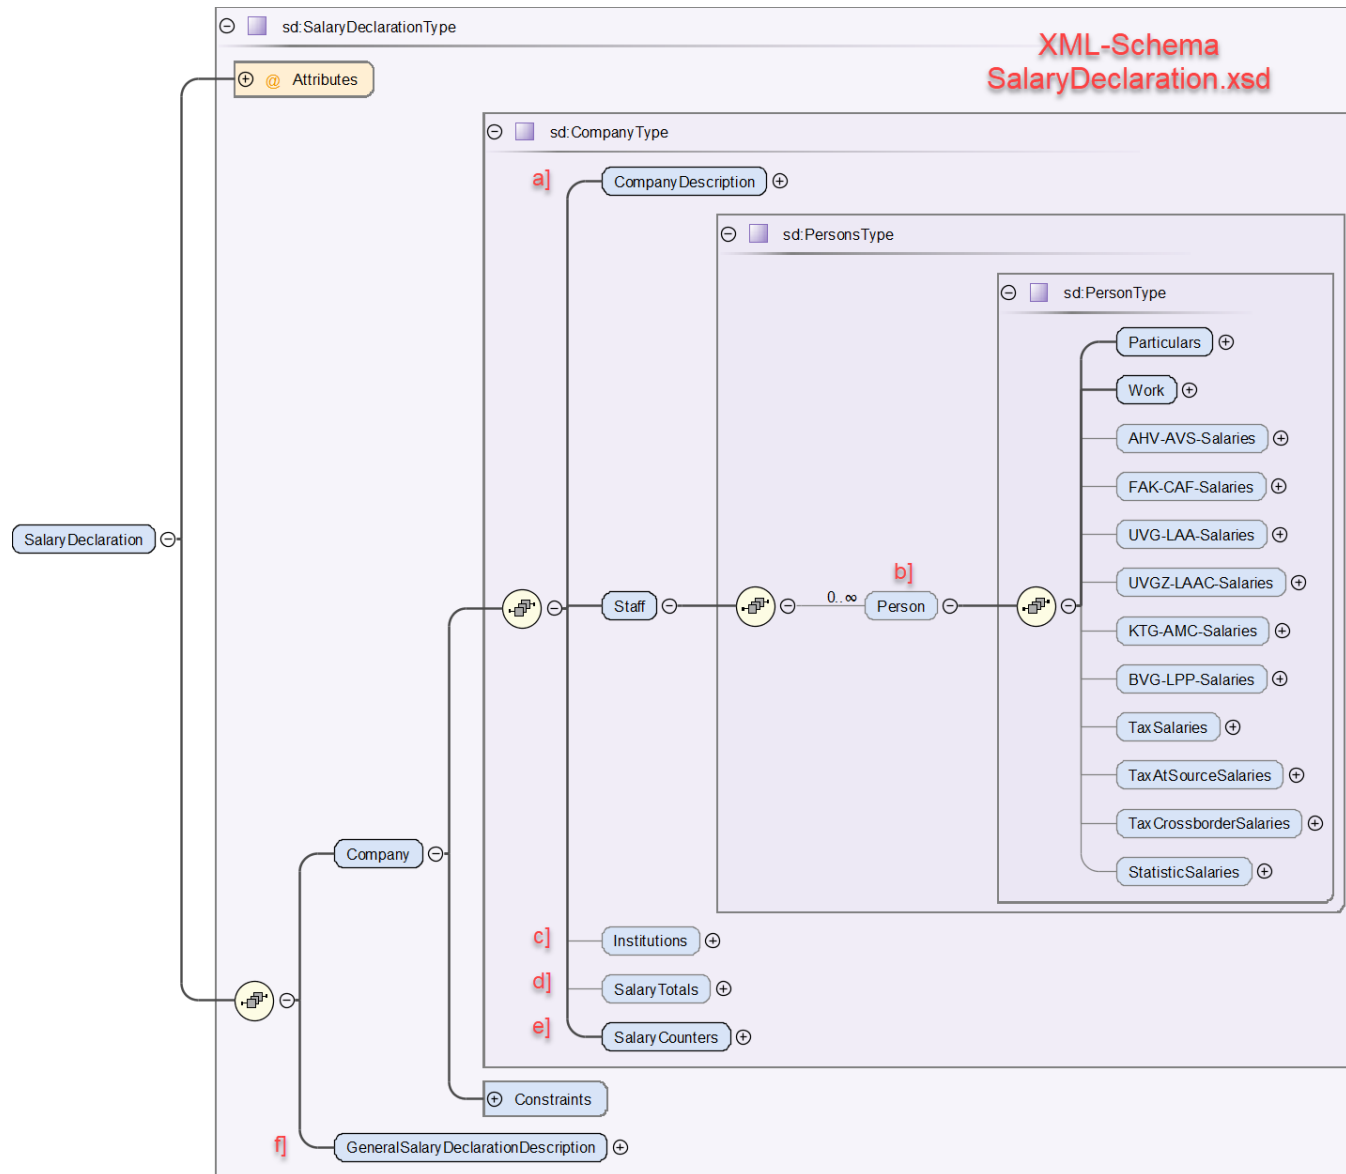 sd:SalaryDeclarationType
XML-Schema
SalaryDeclaration.xsd
@ Attributes
sd:CompanyType
a] CompanyDescription
sd:PersonsType
sd:PersonType
Particulars
Work
AHV-AVS-Salaries
FAK-CAF-Salaries
UVG-LAA-Salaries
SalaryDeclaration
b]
UVGZ-LAAC-Salaries
Staff 0..∞ Person
KTG-AMC-Salaries
BVG-LPP-Salaries
TaxSalaries
TaxAtSourceSalaries
TaxCrossborderSalaries
Company
StatisticSalaries
c] Institutions
d] SalaryTotals
e] SalaryCounters
Constraints
f] GeneralSalaryDeclarationDescription